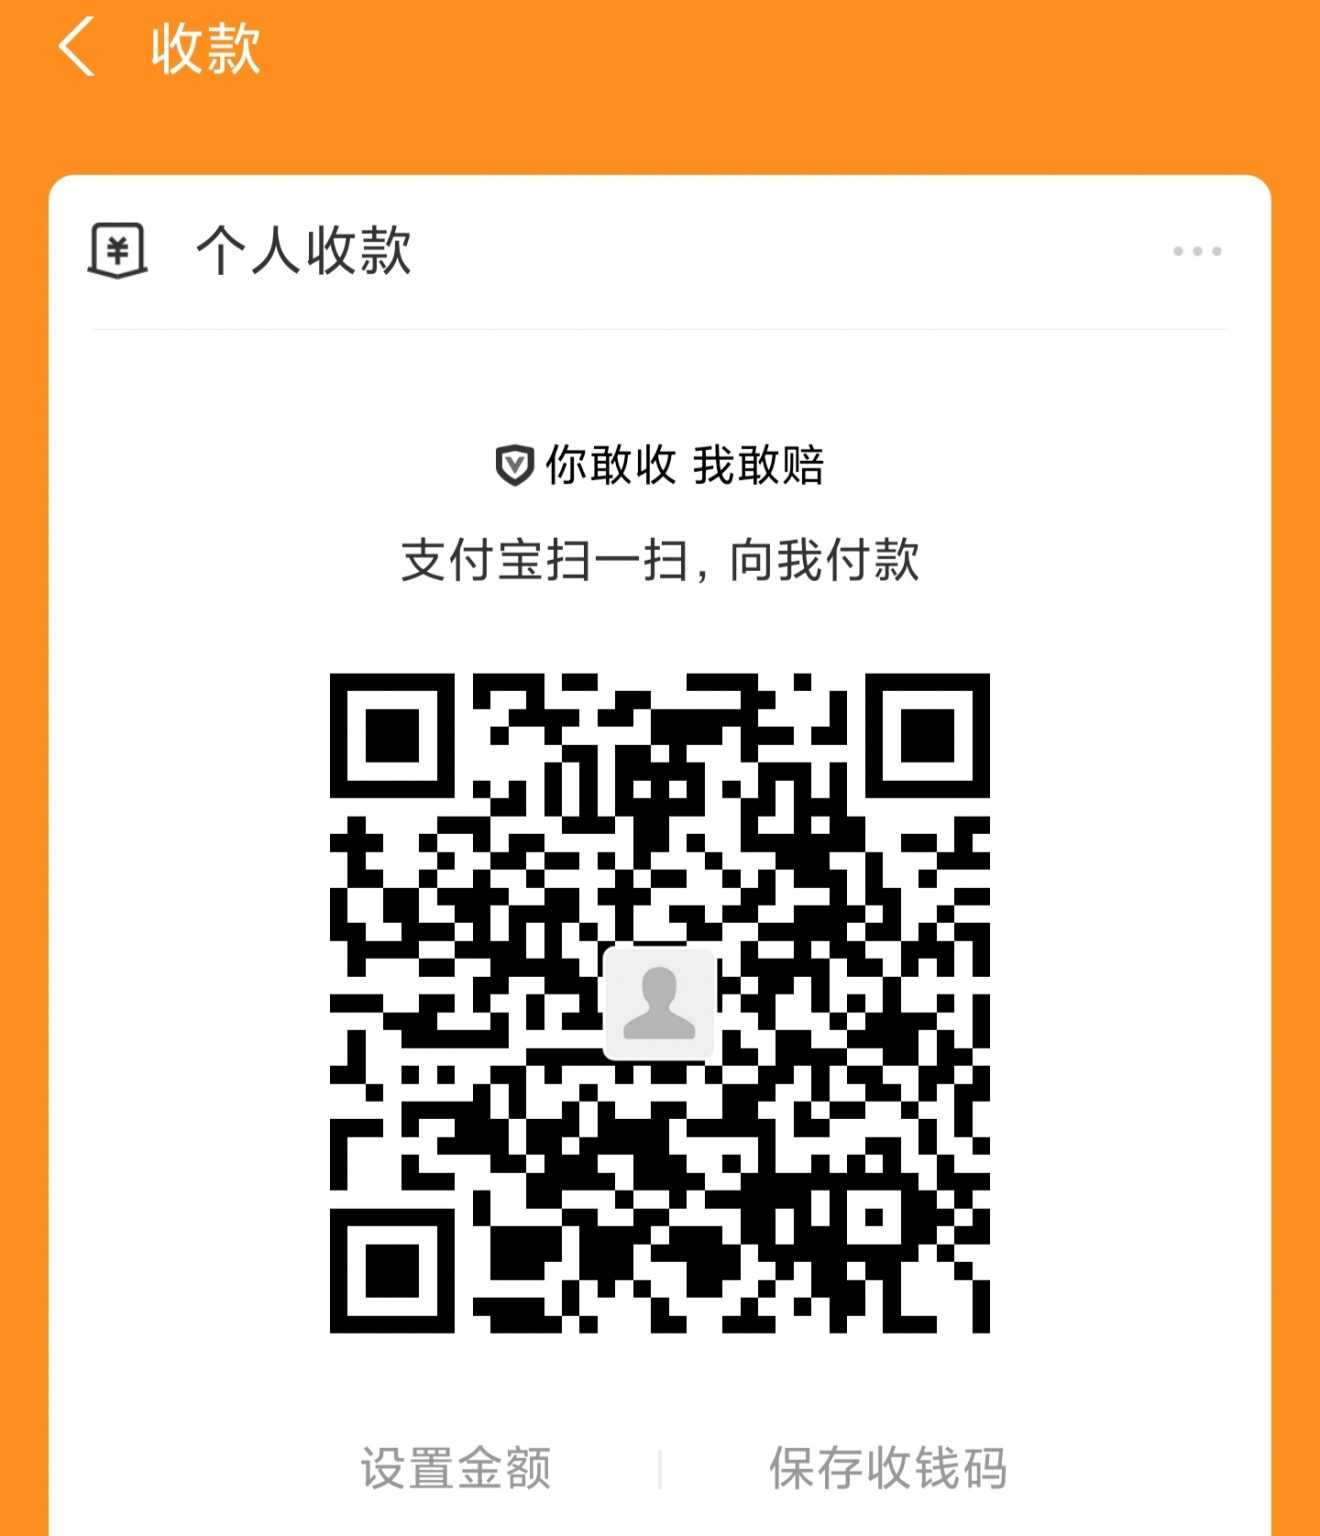 收款
个人收款
你敢收 我敢赔
支付宝扫一扫，向我付款
设置金额
保存收钱码